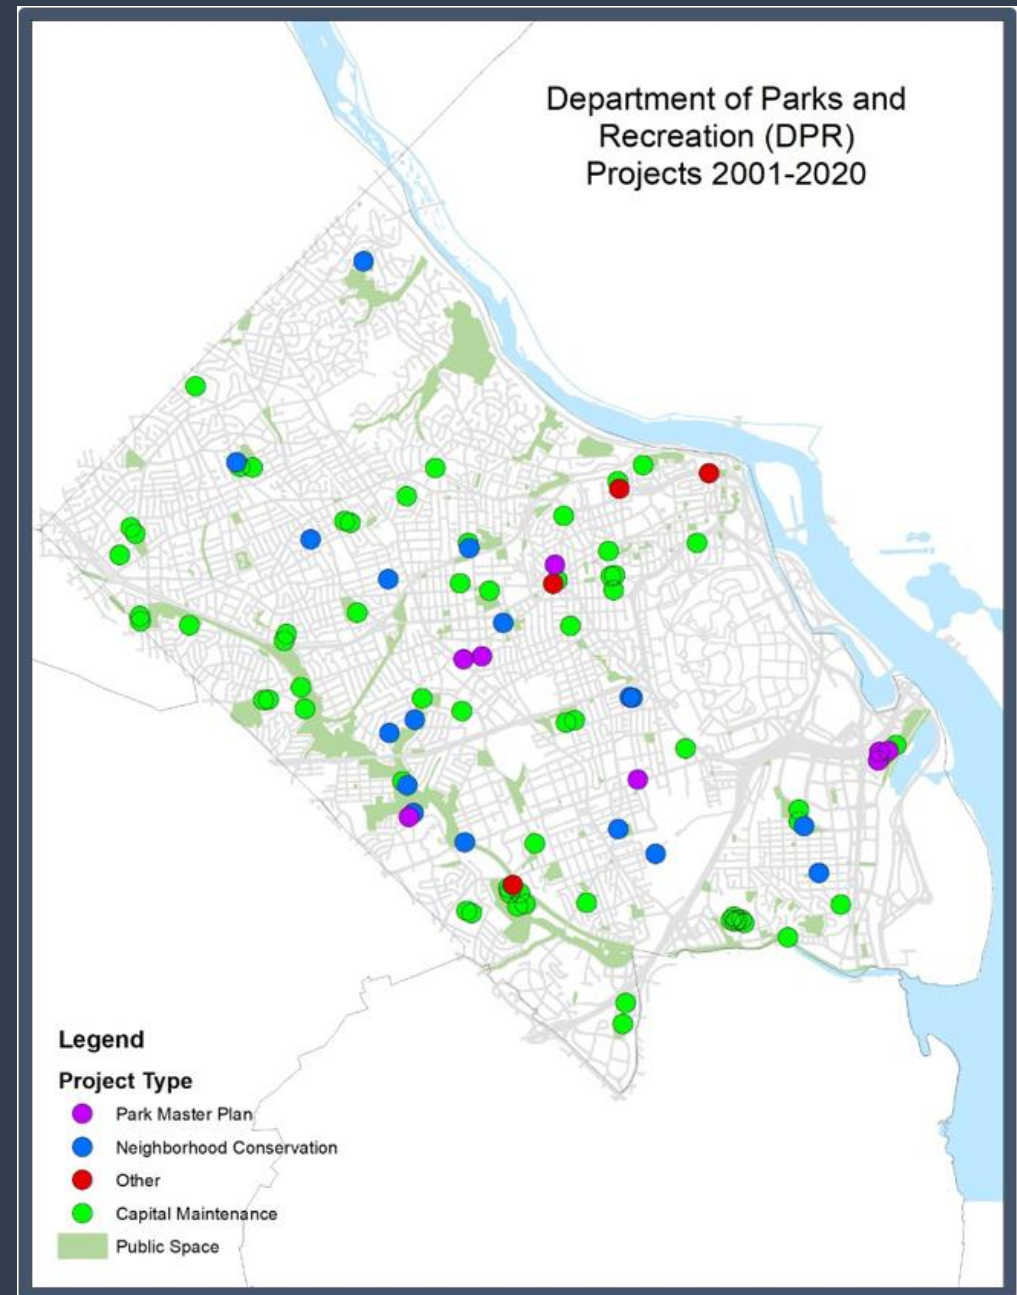 Department of Parks and
Recreation (DPR)
Projects 2001-2020
Legend
Project Type
Park Master Plan
Neighborhood Conservation
Other
Capital Maintenance
Public Space